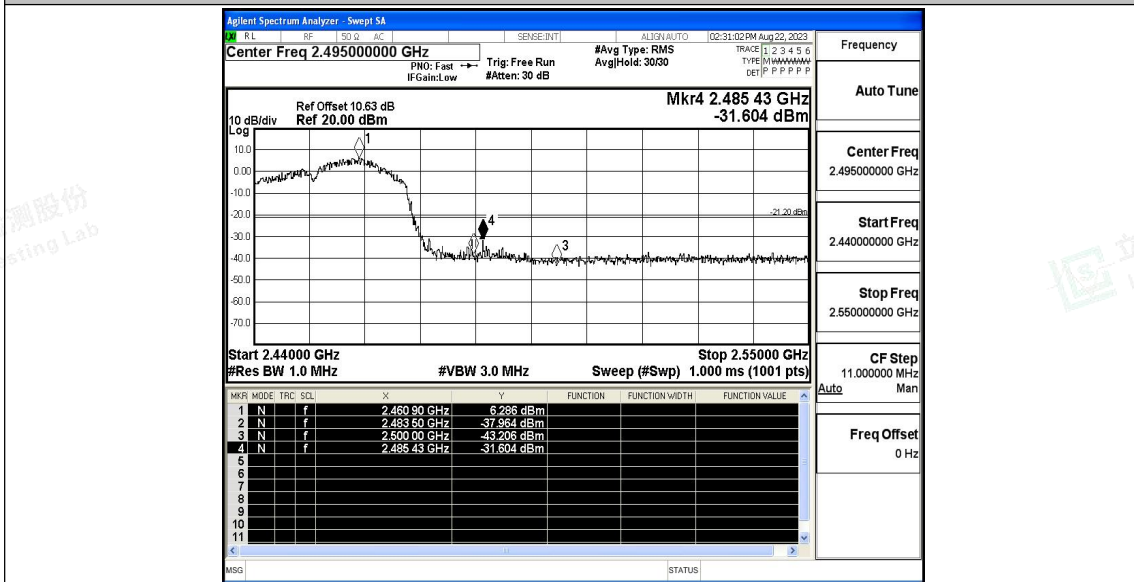 Agilent Spectrum Analyzer - Swept SA
LXI RL RF 50 Ω AC SENSE:INT ALIGN AUTO 02:31:02 PM Aug 22, 2023
Center Freq 2.495000000 GHz
PNO: Fast
IFGain:Low
Trig: Free Run
#Atten: 30 dB
#Avg Type: RMS
Avg|Hold: 30/30
TRACE 1 2 3 4 5 6
TYPE MWWWWW
DET P P P P P P
Ref Offset 10.63 dB
Ref 20.00 dBm
Mkr4 2.485 43 GHz
-31.604 dBm
10 dB/div
Log
10.0
0.00
-10.0
-20.0
-30.0
-40.0
-50.0
-60.0
-70.0
1
4
3
-21.20 dBm
Start 2.44000 GHz
Stop 2.55000 GHz
#Res BW 1.0 MHz
#VBW 3.0 MHz
Sweep (#Swp) 1.000 ms (1001 pts)
MKR MODE TRC SCL X Y FUNCTION FUNCTION WIDTH FUNCTION VALUE
1 N f 2.460 90 GHz 6.286 dBm
2 N f 2.483 50 GHz -37.964 dBm
3 N f 2.500 00 GHz -43.206 dBm
4 N f 2.485 43 GHz -31.604 dBm
5
6
7
8
9
10
11
MSG
STATUS
Frequency
Auto Tune
Center Freq
2.495000000 GHz
Start Freq
2.440000000 GHz
Stop Freq
2.550000000 GHz
CF Step
11.000000 MHz
Auto Man
Freq Offset
0 Hz
测股份
esting Lab